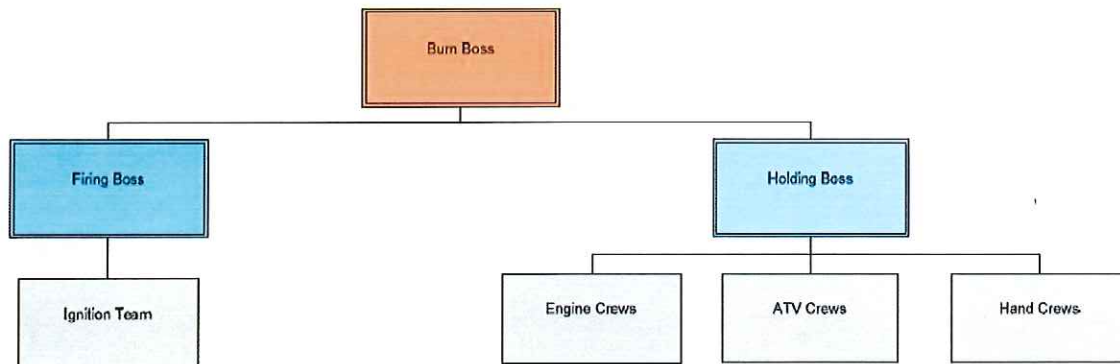 Burn Boss
Firing Boss
Holding Boss
Ignition Team
Engine Crews
ATV Crews
Hand Crews